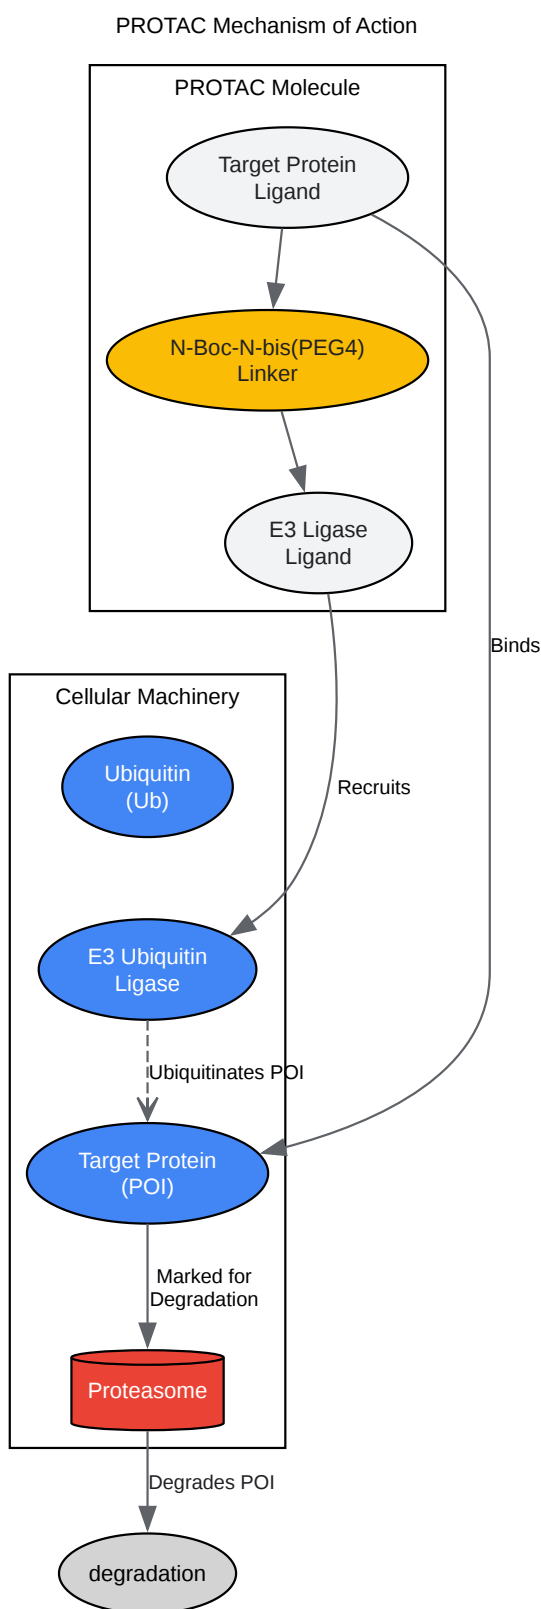 PROTAC Mechanism of Action
PROTAC Molecule
Target Protein
Ligand
N-Boc-N-bis(PEG4)
Linker
E3 Ligase
Ligand
Binds
Cellular Machinery
Ubiquitin
(Ub)
Recruits
E3 Ubiquitin
Ligase
Ubiquitinates POI
Target Protein
(POI)
Marked for
Degradation
Proteasome
Degrades POI
degradation